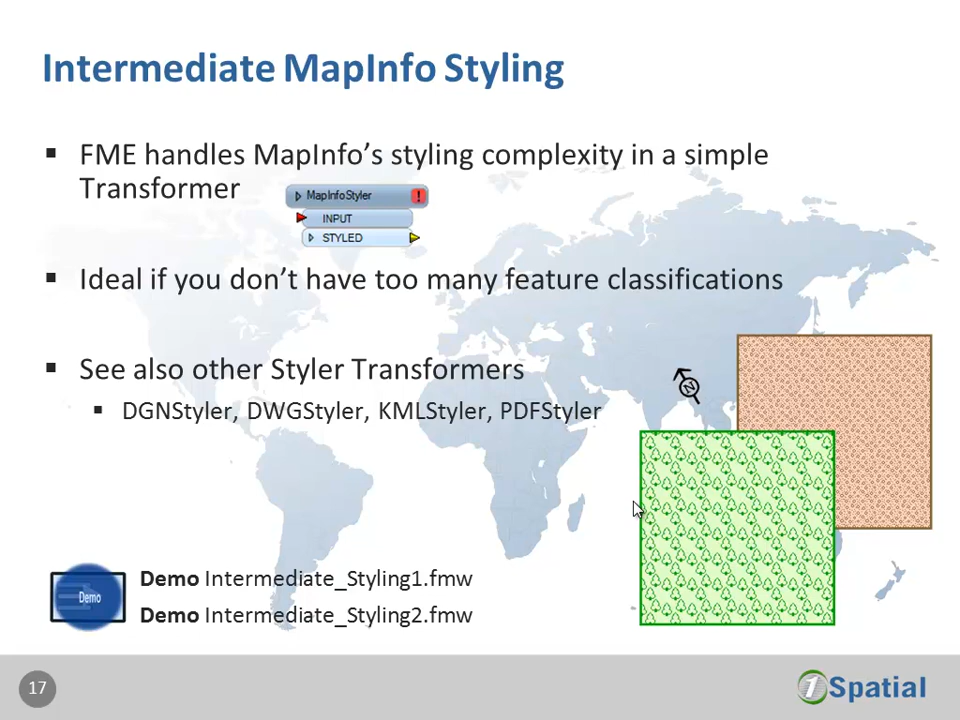 Intermediate MapInfo Styling
▪ FME handles MapInfo’s styling complexity in a simple
Transformer
MapInfoStyler !
INPUT
STYLED
▪ Ideal if you don’t have too many feature classifications
▪ See also other Styler Transformers
▪ DGNStyler, DWGStyler, KMLStyler, PDFStyler
N
Demo
Demo Intermediate_Styling1.fmw
Demo Intermediate_Styling2.fmw
17
1Spatial